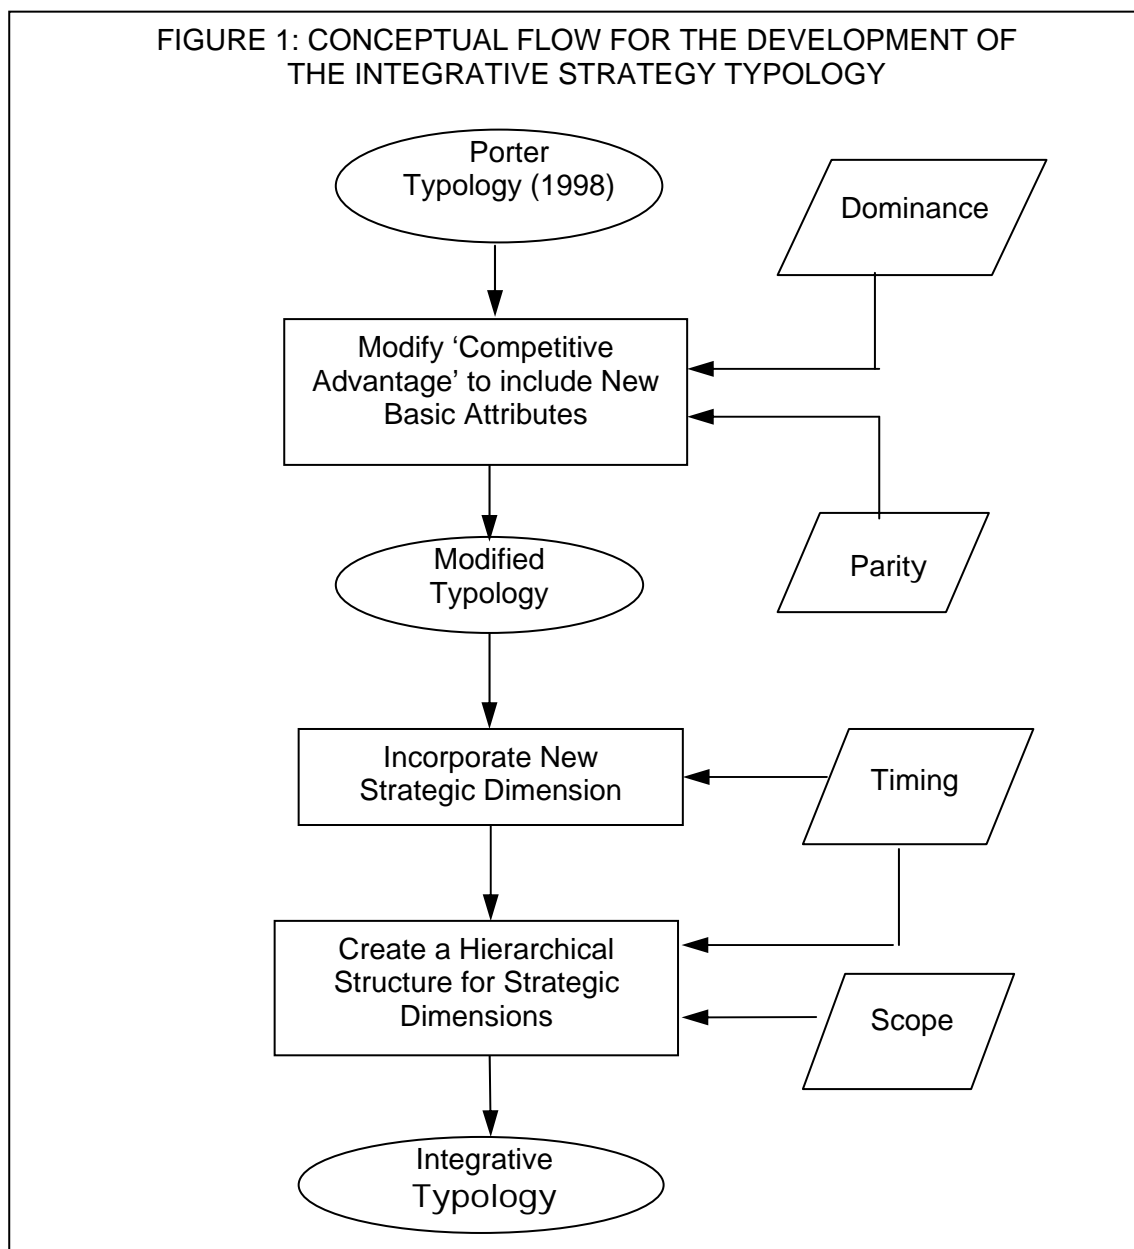 FIGURE 1: CONCEPTUAL FLOW FOR THE DEVELOPMENT OF
THE INTEGRATIVE STRATEGY TYPOLOGY
Porter
Typology (1998)
Dominance
Modify ‘Competitive
Advantage’ to include New
Basic Attributes
Parity
Modified
Typology
Incorporate New
Strategic Dimension
Timing
Create a Hierarchical
Structure for Strategic
Dimensions
Scope
Integrative
Typology